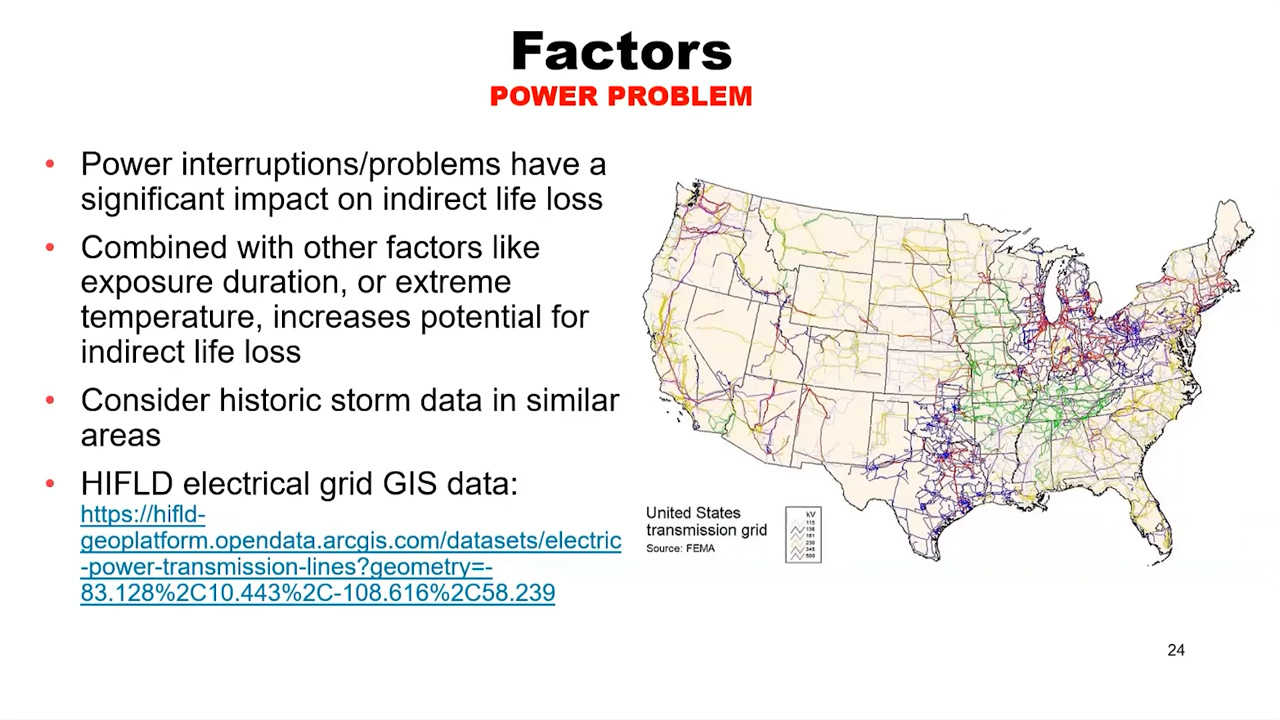 Factors
POWER PROBLEM
• Power interruptions/problems have a
significant impact on indirect life loss
• Combined with other factors like
exposure duration, or extreme
temperature, increases potential for
indirect life loss
• Consider historic storm data in similar
areas
• HIFLD electrical grid GIS data:
https://hifld-
geoplatform.opendata.arcgis.com/datasets/electric
-power-transmission-lines?geometry=-
83.128%2C10.443%2C-108.616%2C58.239
United States
transmission grid
Source: FEMA
kV
115
138
161
230
345
500
24